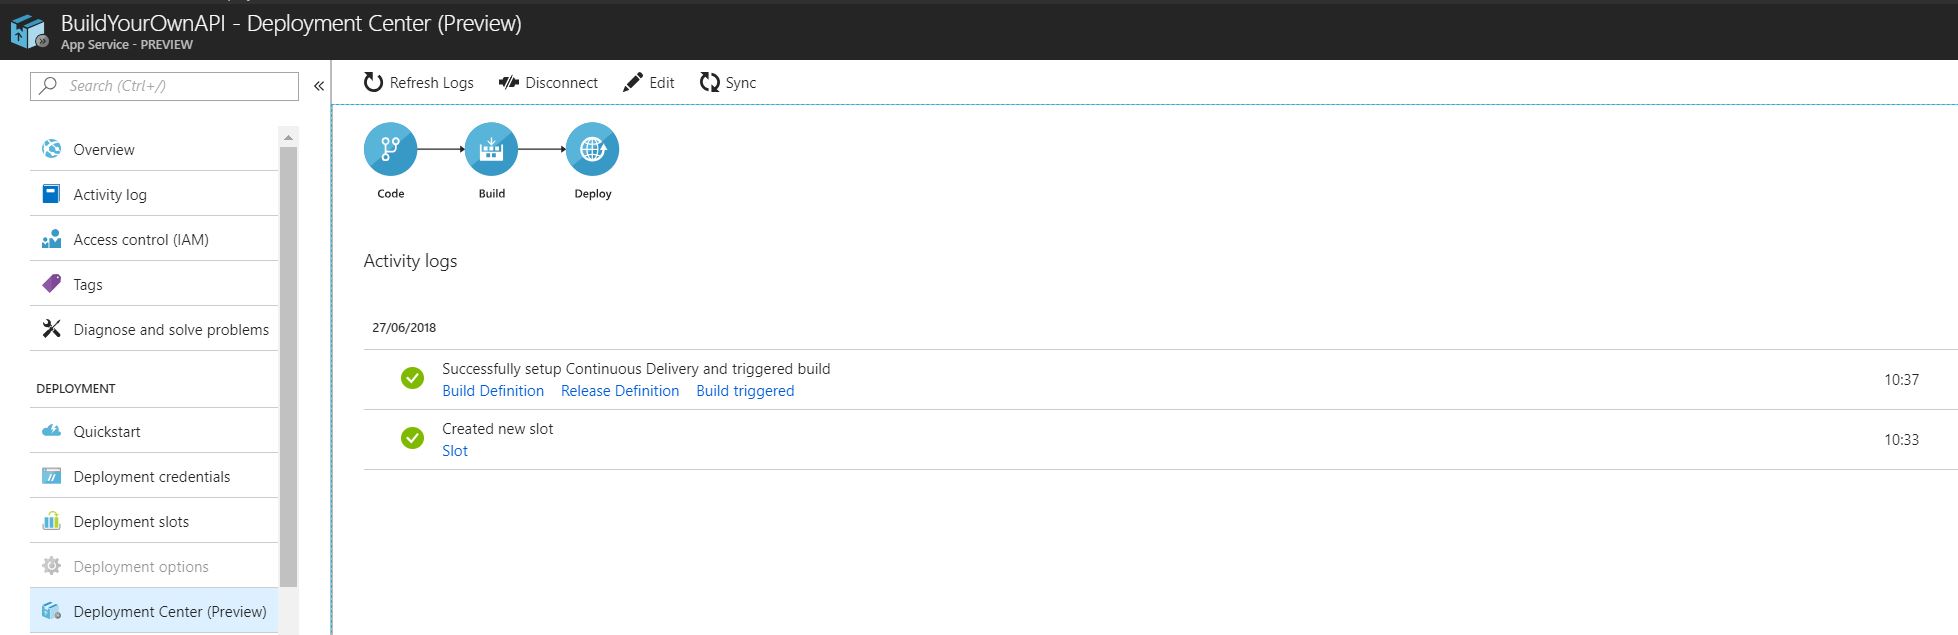 BuildYourOwnAPI - Deployment Center (Preview)
App Service - PREVIEW
Search (Ctrl+/)
«
Overview
Activity log
Access control (IAM)
Tags
Diagnose and solve problems
DEPLOYMENT
Quickstart
Deployment credentials
Deployment slots
Deployment options
Deployment Center (Preview)
Refresh Logs Disconnect Edit Sync
Code Build Deploy
Activity logs
27/06/2018
Successfully setup Continuous Delivery and triggered build
Build Definition Release Definition Build triggered
10:37
Created new slot
Slot
10:33